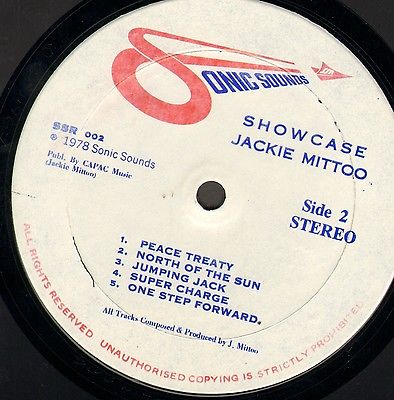 SONIC SOUNDS
SHOWCASE
JACKIE MITTOO
SSR 002
℗ 1978 Sonic Sounds
Publ. By CAPAC Music
(Jackie Mittoo)
Side 2
STEREO
1. PEACE TREATY
2. NORTH OF THE SUN
3. JUMPING JACK
4. SUPER CHARGE
5. ONE STEP FORWARD.
All Tracks Composed & Produced by J. Mittoo
ALL RIGHTS RESERVED UNAUTHORISED COPYING IS STRICTLY PROHIBITED